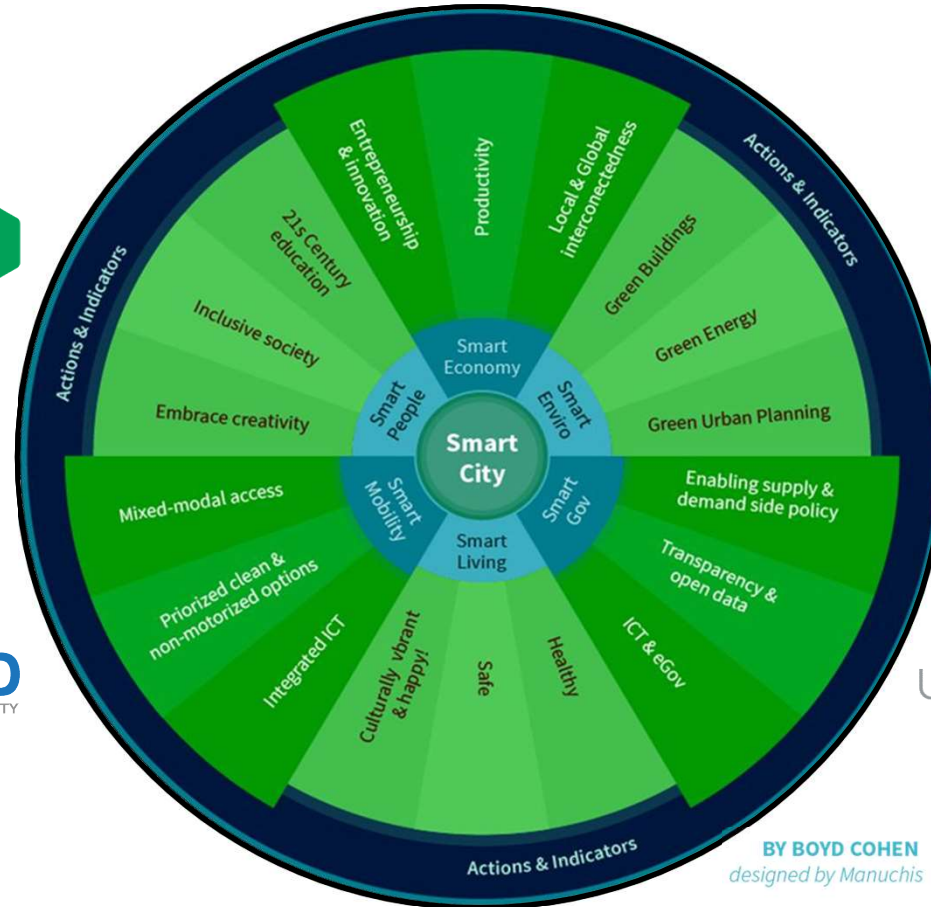 Actions & Indicators
Entrepreneurship
& innovation
Productivity
Local & Global
interconectedness
Actions & Indicators
21s Century
education
Inclusive society
Embrace creativity
Green Buildings
Green Energy
Green Urban Planning
Smart
Economy
Smart
People
Smart
Enviro
Smart
City
Smart
Mobility
Smart
Living
Smart
Gov
Mixed-modal access
Priorized clean &
non-motorized options
Integrated ICT
Culturally vbrant
& happy!
Safe
Healthy
ICT & eGov
Transparency &
open data
Enabling supply &
demand side policy
Actions & Indicators
BY BOYD COHEN
designed by Manuchis